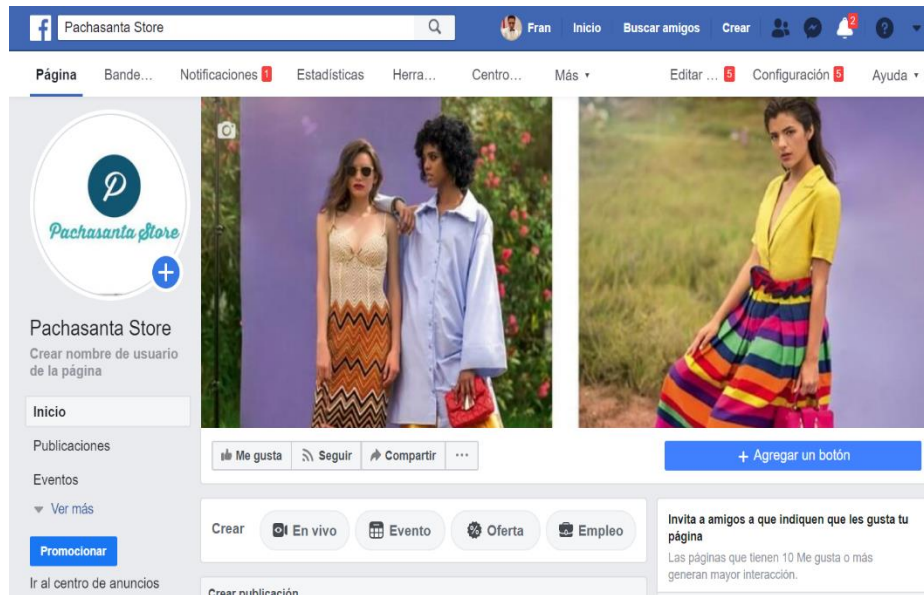 f
Pachasanta Store
Fran
Inicio
Buscar amigos
Crear
2
?
Página
Bande...
Notificaciones 1
Estadísticas
Herra...
Centro...
Más
Editar ... 5
Configuración 5
Ayuda
P
Pachasanta Store
+
Pachasanta Store
Crear nombre de usuario
de la página
Inicio
Publicaciones
Eventos
Ver más
Promocionar
Ir al centro de anuncios
Me gusta
Seguir
Compartir
...
+ Agregar un botón
Crear
En vivo
Evento
Oferta
Empleo
Crear publicación
Invita a amigos a que indiquen que les gusta tu
página
Las páginas que tienen 10 Me gusta o más
generan mayor interacción.